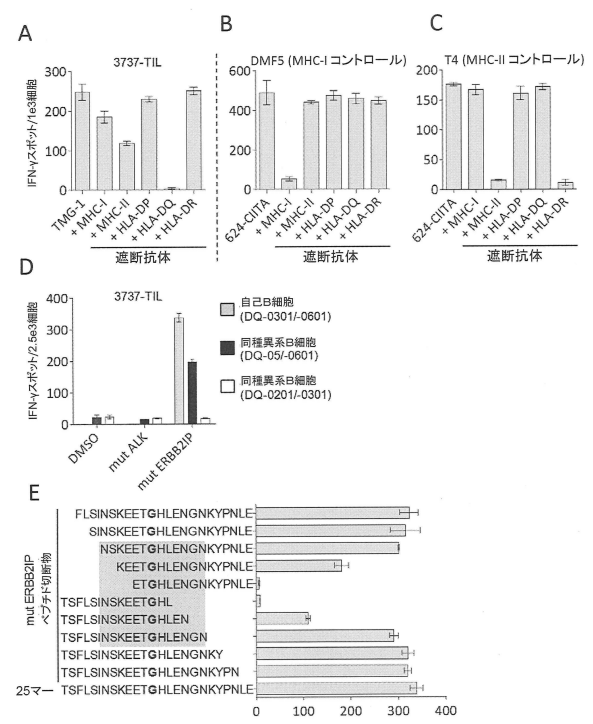 A
3737-TIL
IFN-γスポット/1e3細胞
300
200
100
0
TMG-1
+ MHC-I
+ MHC-II
+ HLA-DP
+ HLA-DQ
+ HLA-DR
遮断抗体
B
DMF5 (MHC-I コントロール)
600
400
200
0
624-CIITA
+ MHC-I
+ MHC-II
+ HLA-DP
+ HLA-DQ
+ HLA-DR
遮断抗体
C
T4 (MHC-II コントロール)
200
150
100
50
0
624-CIITA
+ MHC-I
+ MHC-II
+ HLA-DP
+ HLA-DQ
+ HLA-DR
遮断抗体
D
3737-TIL
IFN-γスポット/2.5e3細胞
400
300
200
100
0
DMSO
mut ALK
mut ERBB2IP
自己B細胞
(DQ-0301/-0601)
同種異系B細胞
(DQ-05/-0601)
同種異系B細胞
(DQ-0201/-0301)
E
mut ERBB2IP
ペプチド切断物
FLSINSKEETGHLENGNKYPNLE
SINSKEETGHLENGNKYPNLE
NSKEETGHLENGNKYPNLE
KEETGHLENGNKYPNLE
ETGHLENGNKYPNLE
TSFLSINSKEETGHL
TSFLSINSKEETGHLEN
TSFLSINSKEETGHLENGN
TSFLSINSKEETGHLENGNKY
TSFLSINSKEETGHLENGNKYPN
25マー TSFLSINSKEETGHLENGNKYPNLE
0 100 200 300 400